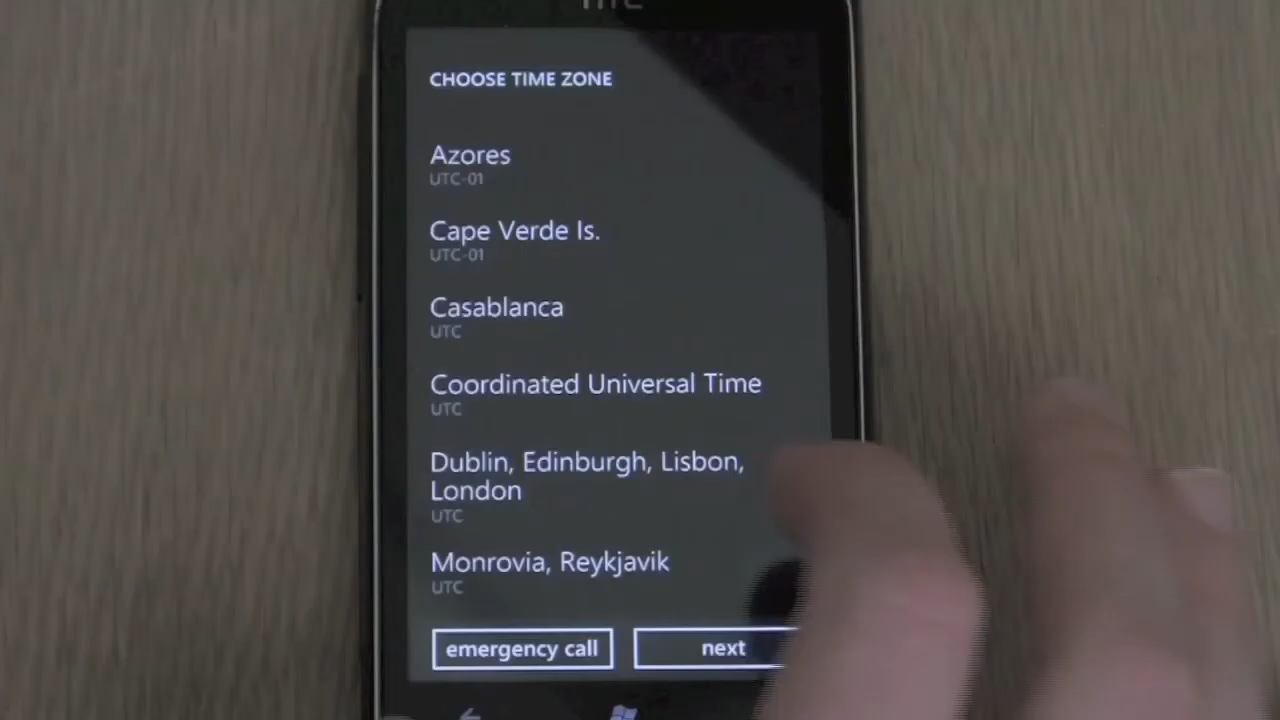 hTC
CHOOSE TIME ZONE
Azores
UTC-01
Cape Verde Is.
UTC-01
Casablanca
UTC
Coordinated Universal Time
UTC
Dublin, Edinburgh, Lisbon,
London
UTC
Monrovia, Reykjavik
UTC
emergency call
next